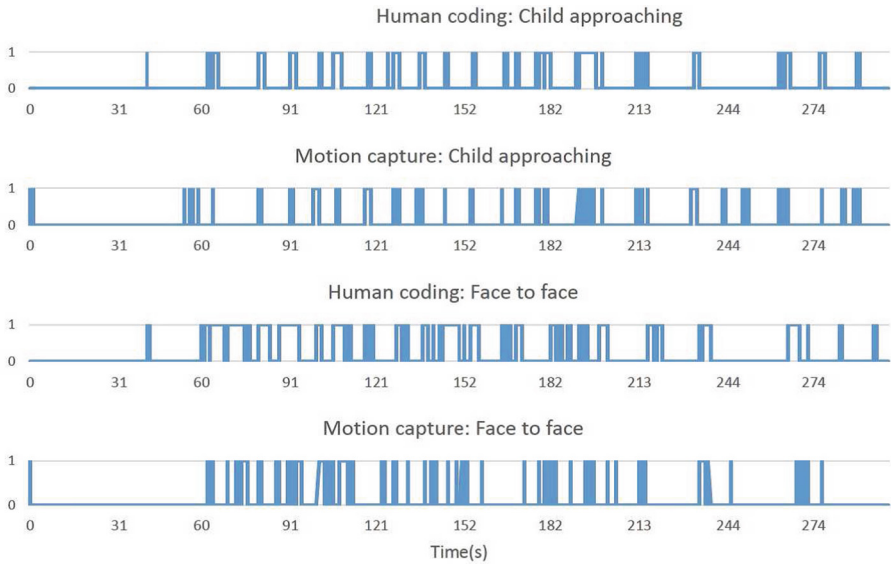 Human coding: Child approaching
1
0
0 31 60 91 121 152 182 213 244 274
Motion capture: Child approaching
1
0
0 31 60 91 121 152 182 213 244 274
Human coding: Face to face
1
0
0 31 60 91 121 152 182 213 244 274
Motion capture: Face to face
1
0
0 31 60 91 121 152 182 213 244 274
Time(s)